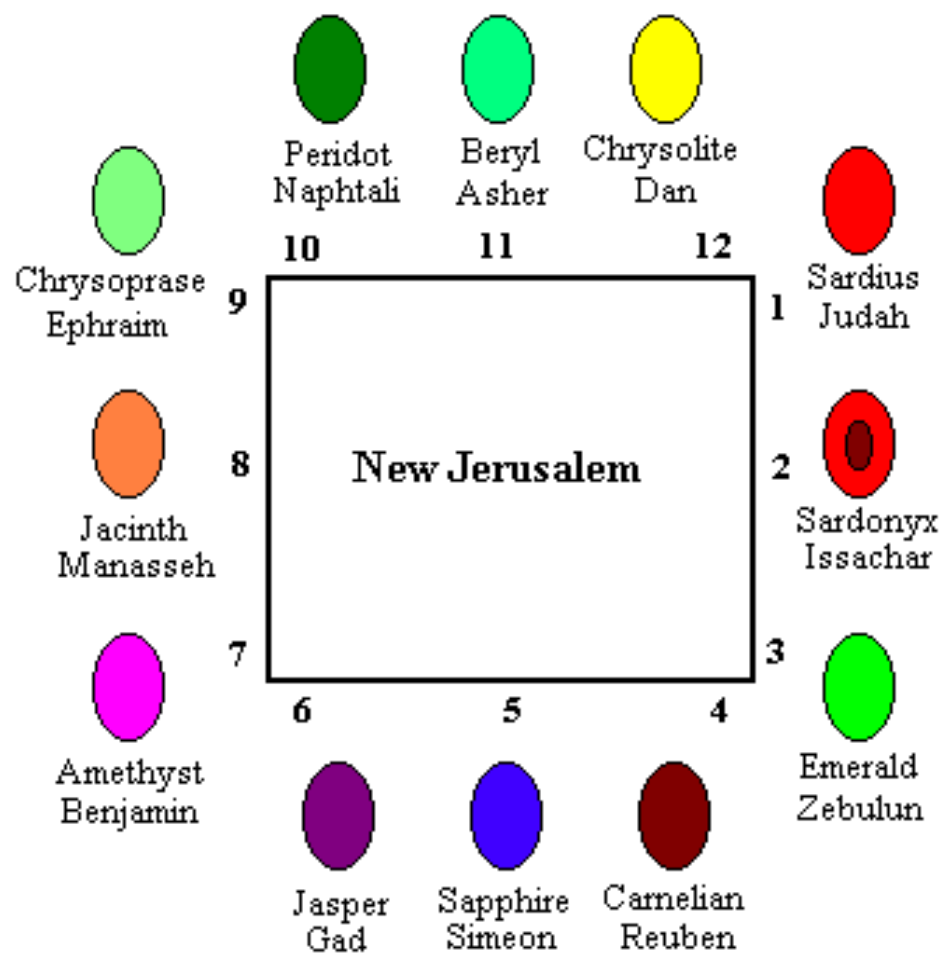 Peridot
Naphtali
Beryl
Asher
Chrysolite
Dan
10
11
12
Chrysoprase
Ephraim
9
1
Sardius
Judah
Jacinth
Manasseh
8
New Jerusalem
2
Sardonyx
Issachar
Amethyst
Benjamin
7
3
Emerald
Zebulun
6
5
4
Jasper
Gad
Sapphire
Simeon
Carnelian
Reuben